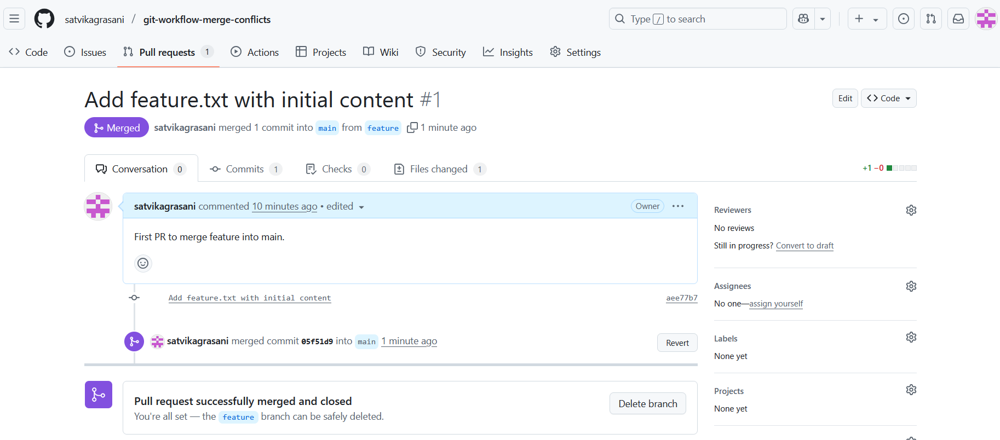 satvikagrasani / git-workflow-merge-conflicts
Type / to search
Code
Issues
Pull requests 1
Actions
Projects
Wiki
Security
Insights
Settings
Add feature.txt with initial content #1
Edit
Code
Merged
satvikagrasani merged 1 commit into main from feature 1 minute ago
Conversation 0
Commits 1
Checks 0
Files changed 1
+1 −0
satvikagrasani commented 10 minutes ago • edited
Owner
First PR to merge feature into main.
Add feature.txt with initial content
aee77b7
satvikagrasani merged commit 05f51d9 into main 1 minute ago
Revert
Pull request successfully merged and closed
You're all set — the feature branch can be safely deleted.
Delete branch
Reviewers
No reviews
Still in progress? Convert to draft
Assignees
No one—assign yourself
Labels
None yet
Projects
None yet